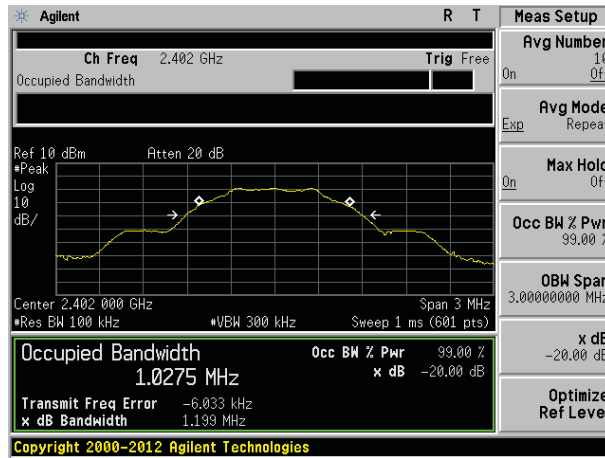 Agilent R T
Meas Setup
Ch Freq 2.402 GHz Trig Free
Occupied Bandwidth
Avg Number
On
Avg Mode
Exp
Max Hold
On
Occ BW % Pwr
99.00 %
OBW Span
3.00000000 MHz
x dB
-20.00 dB
Optimize
Ref Level
Ref 10 dBm Atten 20 dB
#Peak
Log
10
dB/
Center 2.402 000 GHz Span 3 MHz
#Res BW 100 kHz #VBW 300 kHz Sweep 1 ms (601 pts)
Occupied Bandwidth Occ BW % Pwr 99.00 %
1.0275 MHz x dB -20.00 dB
Transmit Freq Error -6.033 kHz
x dB Bandwidth 1.199 MHz
Copyright 2000-2012 Agilent Technologies